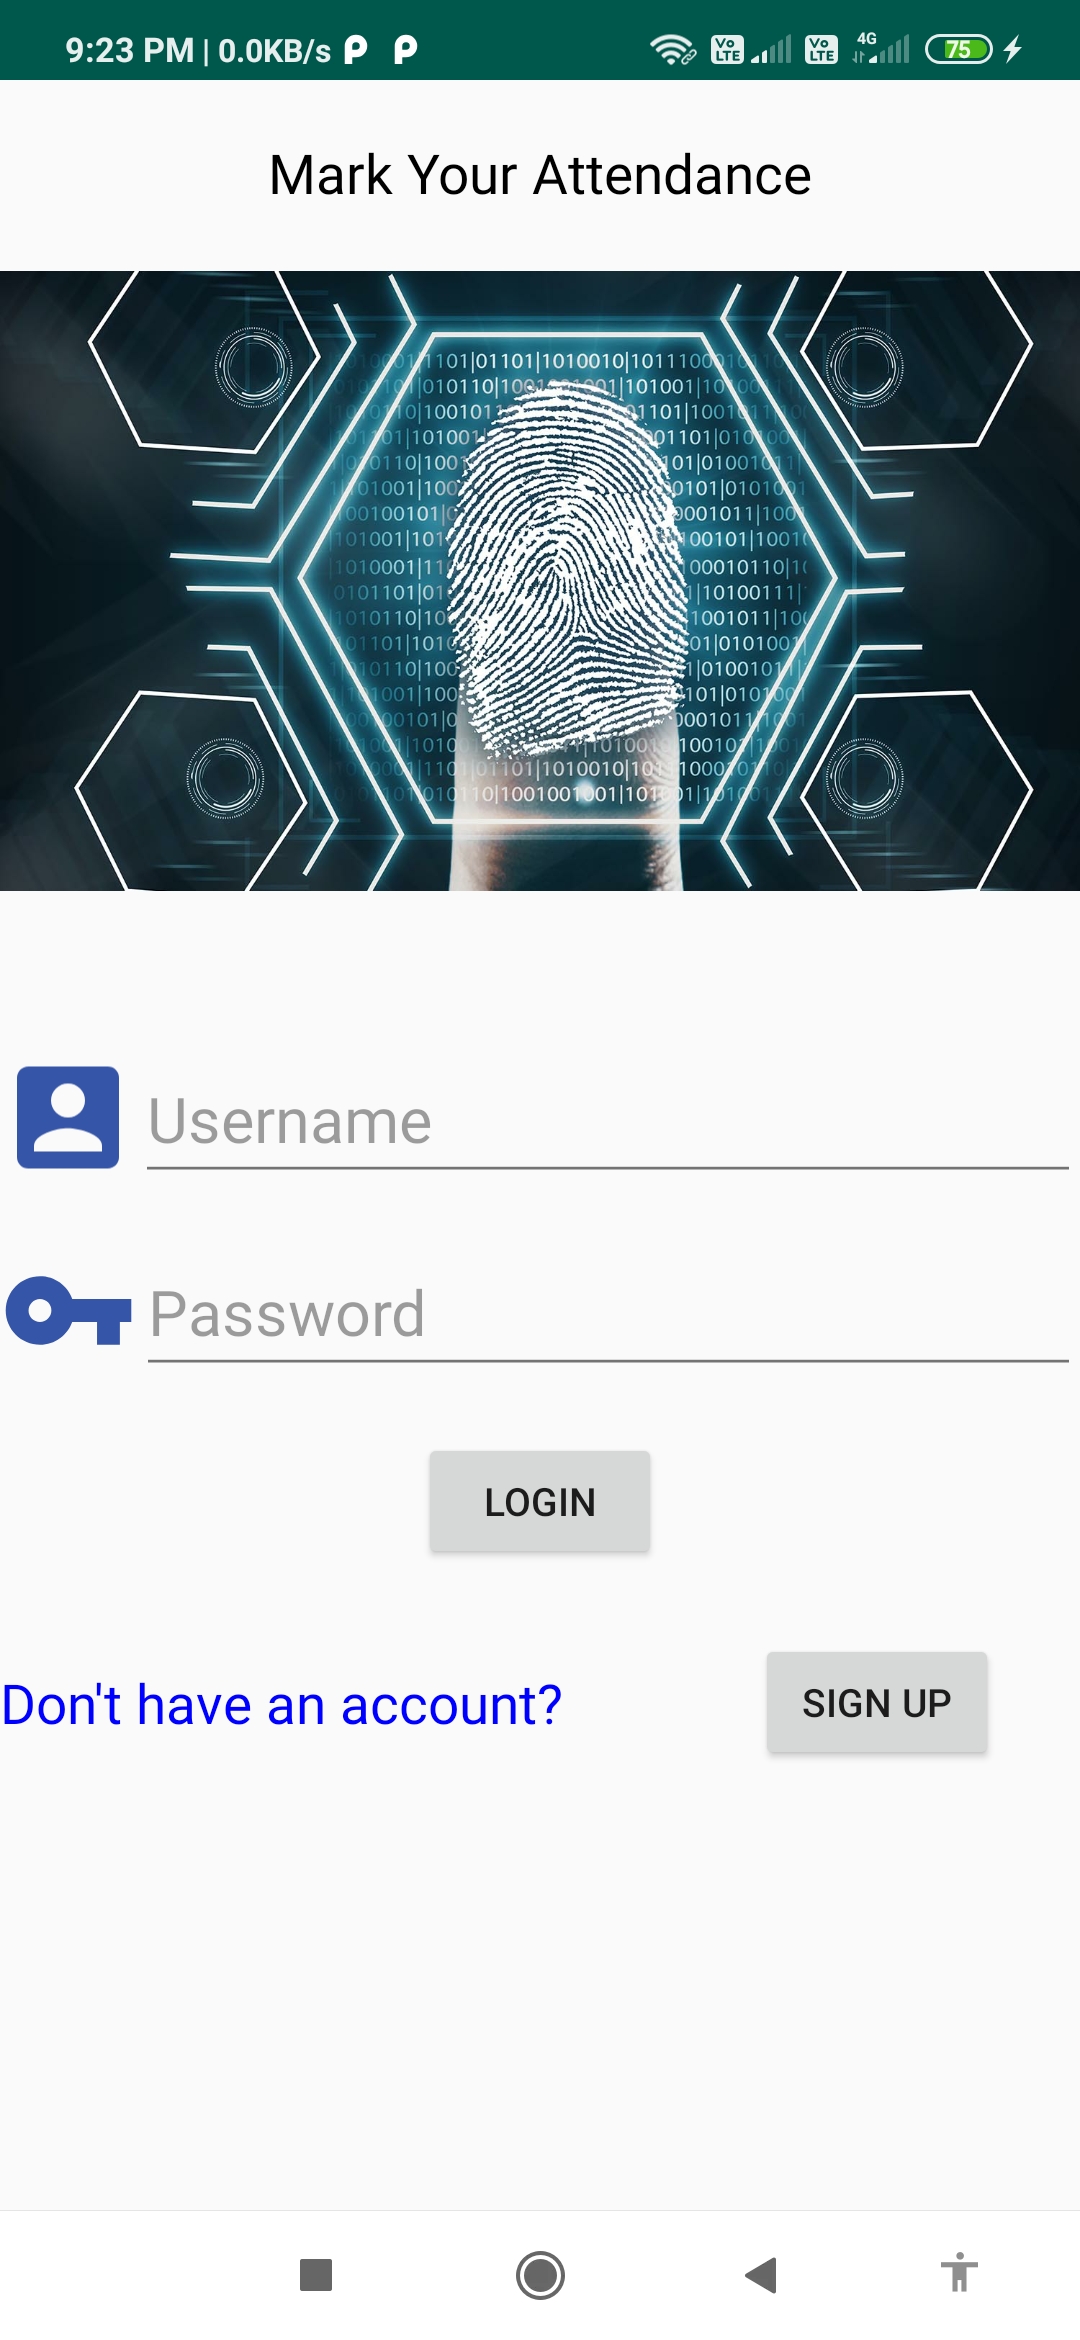 9:23 PM | 0.0KB/s
Vo LTE Vo LTE 4G 75
Mark Your Attendance
Username
Password
LOGIN
Don't have an account?
SIGN UP